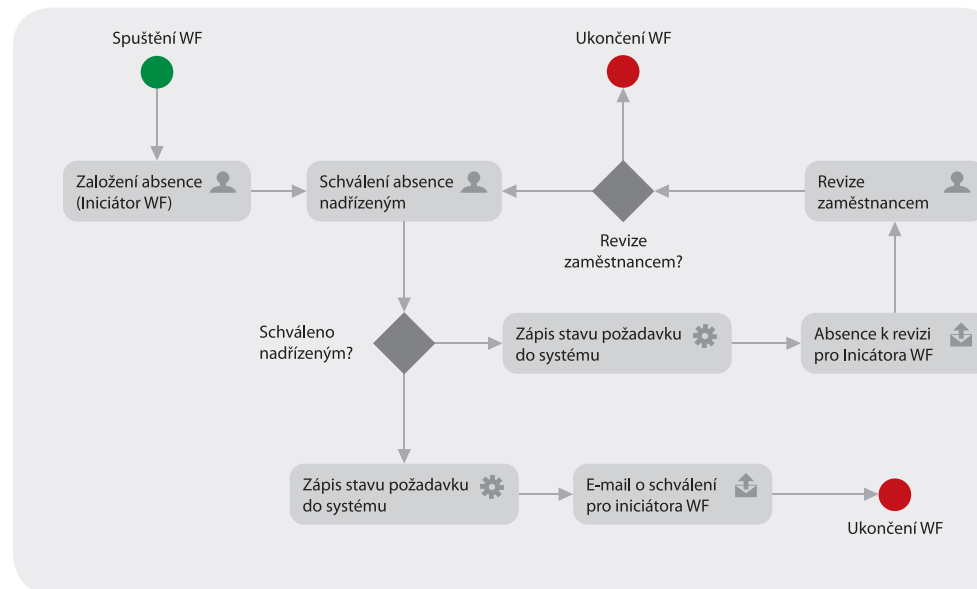 Spuštění WF
Ukončení WF
Založení absence
(Iniciátor WF)
Schválení absence
nadřízeným
Revize
zaměstnancem?
Revize
zaměstnancem
Schváleno
nadřízeným?
Zápis stavu požadavku
do systému
Absence k revizi
pro Inicátora WF
Zápis stavu požadavku
do systému
E-mail o schválení
pro iniciátora WF
Ukončení WF